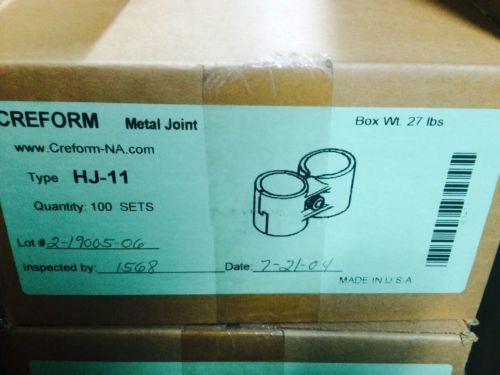 CREFORM Metal Joint Box Wt. 27 lbs
www.Creform-NA.com
Type HJ-11
Quantity: 100 SETS
Lot # 2-19005-06
Inspected by: 1568 Date: 7-21-04
MADE IN U.S.A